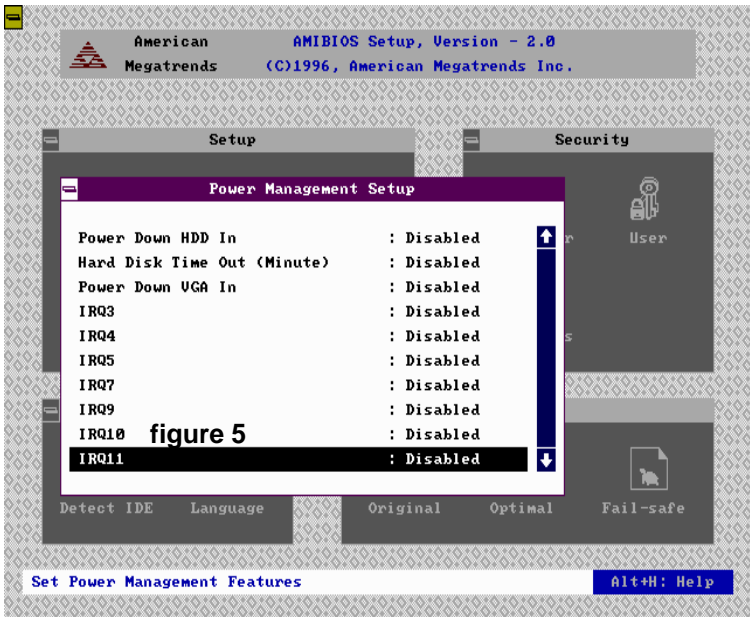 American AMIBIOS Setup, Version - 2.0
Megatrends (C)1996, American Megatrends Inc.
Setup
Security
Power Management Setup
Power Down HDD In : Disabled
Hard Disk Time Out (Minute) : Disabled
Power Down VGA In : Disabled
IRQ3 : Disabled
IRQ4 : Disabled
IRQ5 : Disabled
IRQ7 : Disabled
IRQ9 : Disabled
IRQ10 figure 5 : Disabled
IRQ11 : Disabled
User
Detect IDE Language Original Optimal Fail-safe
Set Power Management Features Alt+H: Help